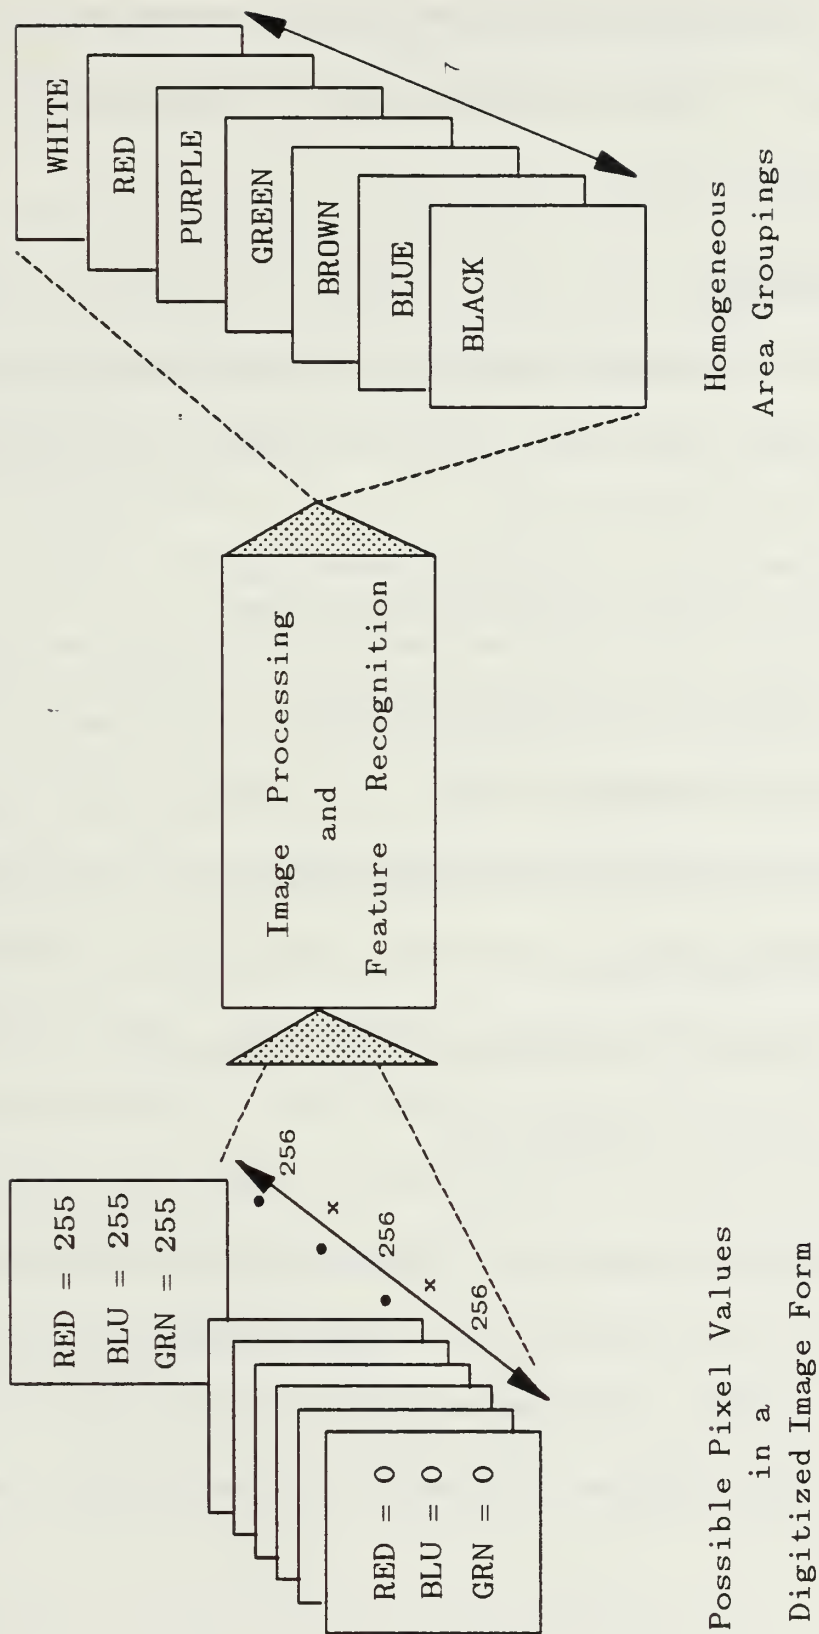 RED = 255
BLU = 255
GRN = 255
256
x
256
x
256
RED = 0
BLU = 0
GRN = 0
Possible Pixel Values
in a
Digitized Image Form
Image Processing
and
Feature Recognition
WHITE
RED
PURPLE
GREEN
BROWN
BLUE
BLACK
7
Homogeneous
Area Groupings